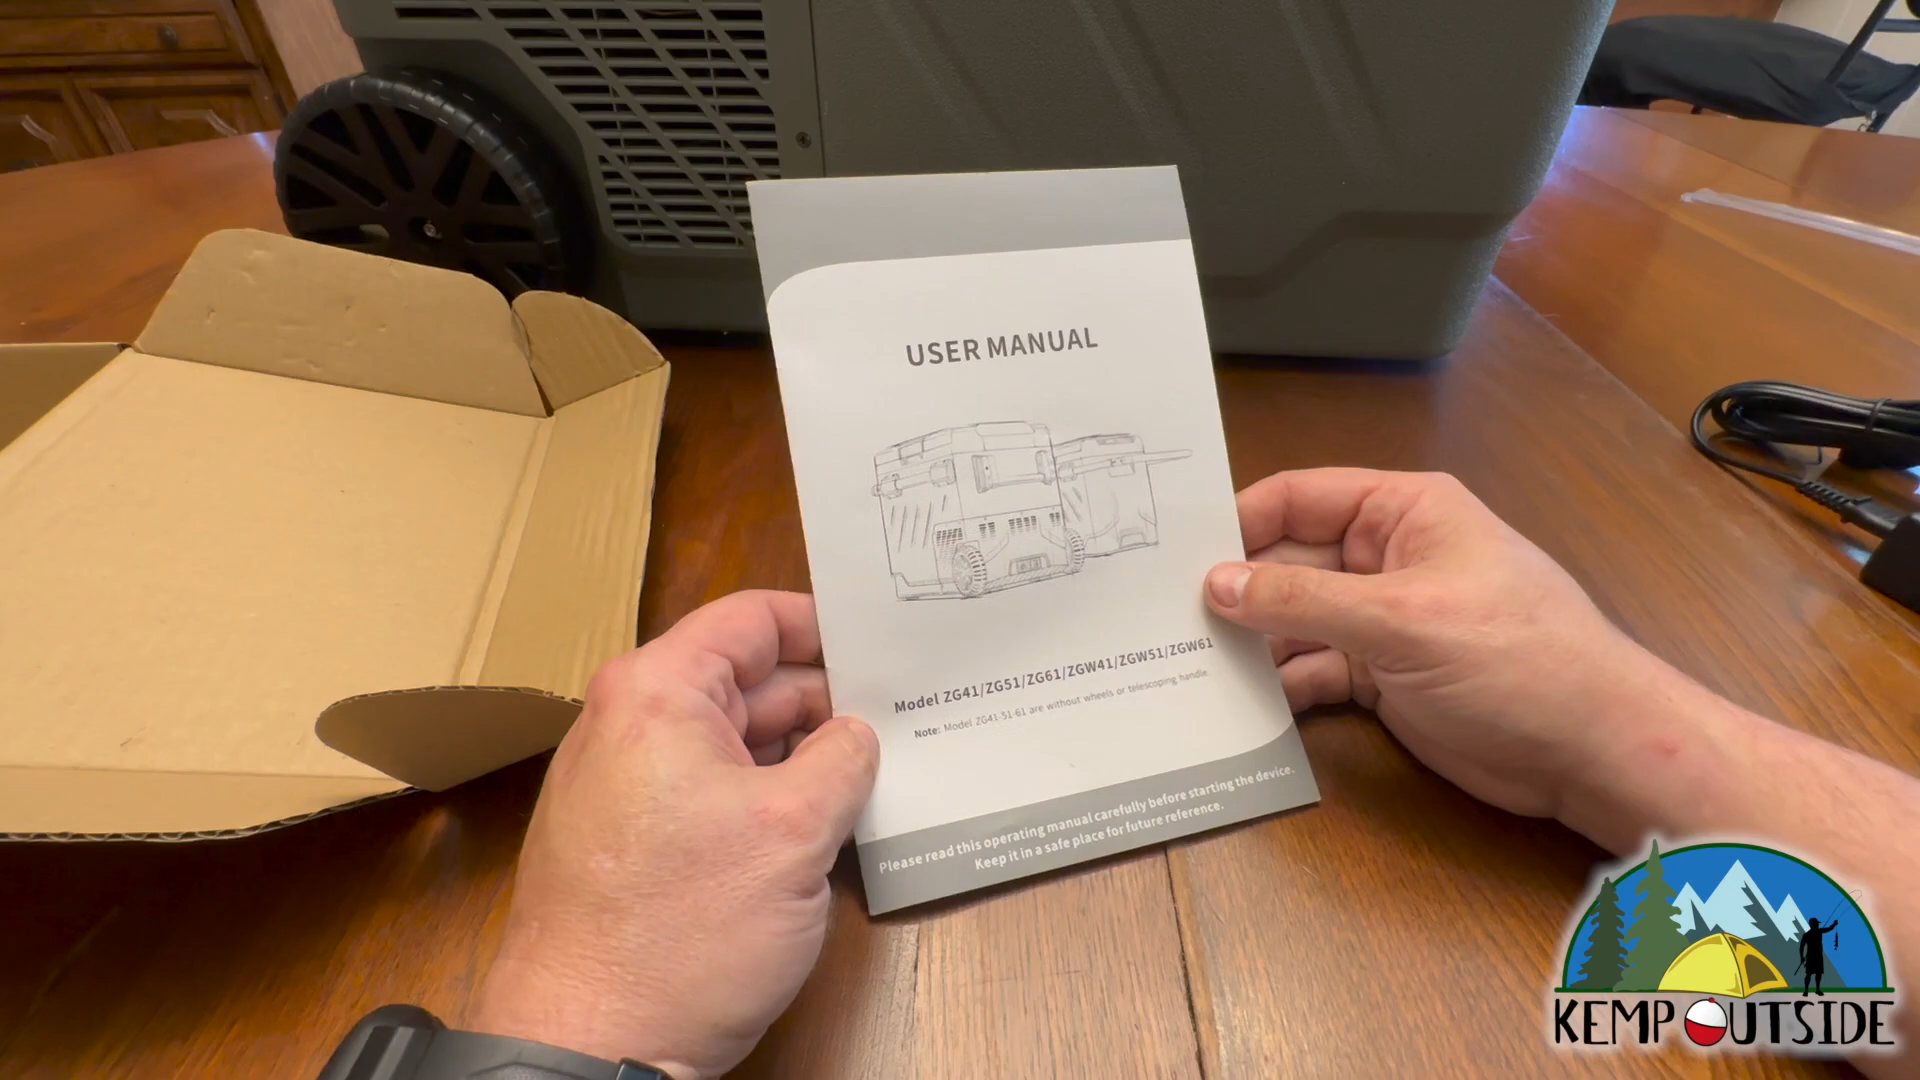 USER MANUAL
Model ZG41/ZG51/ZG61/ZGW41/ZGW51/ZGW61
Note: Model ZG41-51-61 are without wheels or telescoping handle.
Please read this operating manual carefully before starting the device.
Keep it in a safe place for future reference.
KEMP OUTSIDE